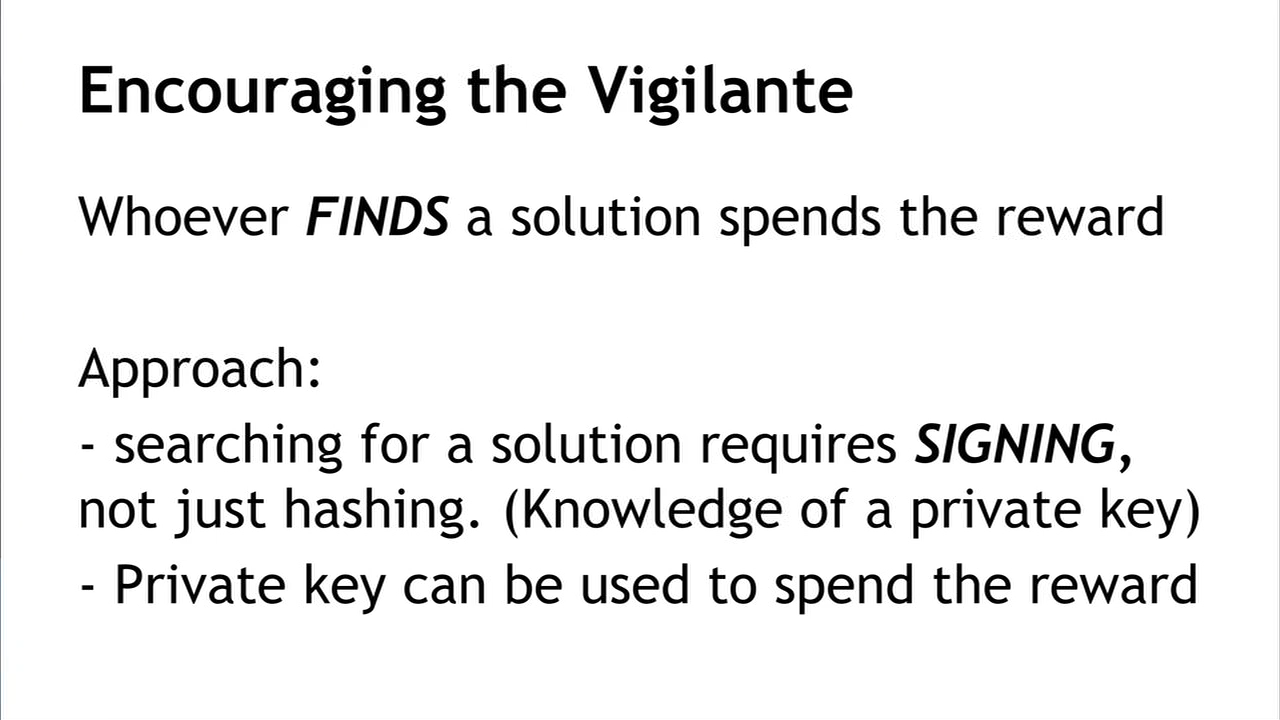 Encouraging the Vigilante
Whoever FINDS a solution spends the reward
Approach:
- searching for a solution requires SIGNING,
not just hashing. (Knowledge of a private key)
- Private key can be used to spend the reward